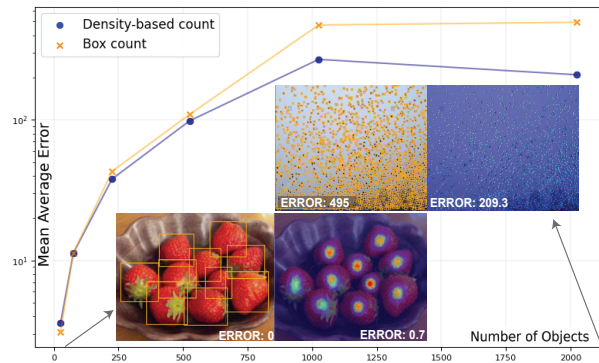 Density-based count
Box count
Mean Average Error
10²
10¹
ERROR: 495
ERROR: 209.3
ERROR: 0
ERROR: 0.7
Number of Objects
0
250
500
750
1000
1250
1500
1750
2000